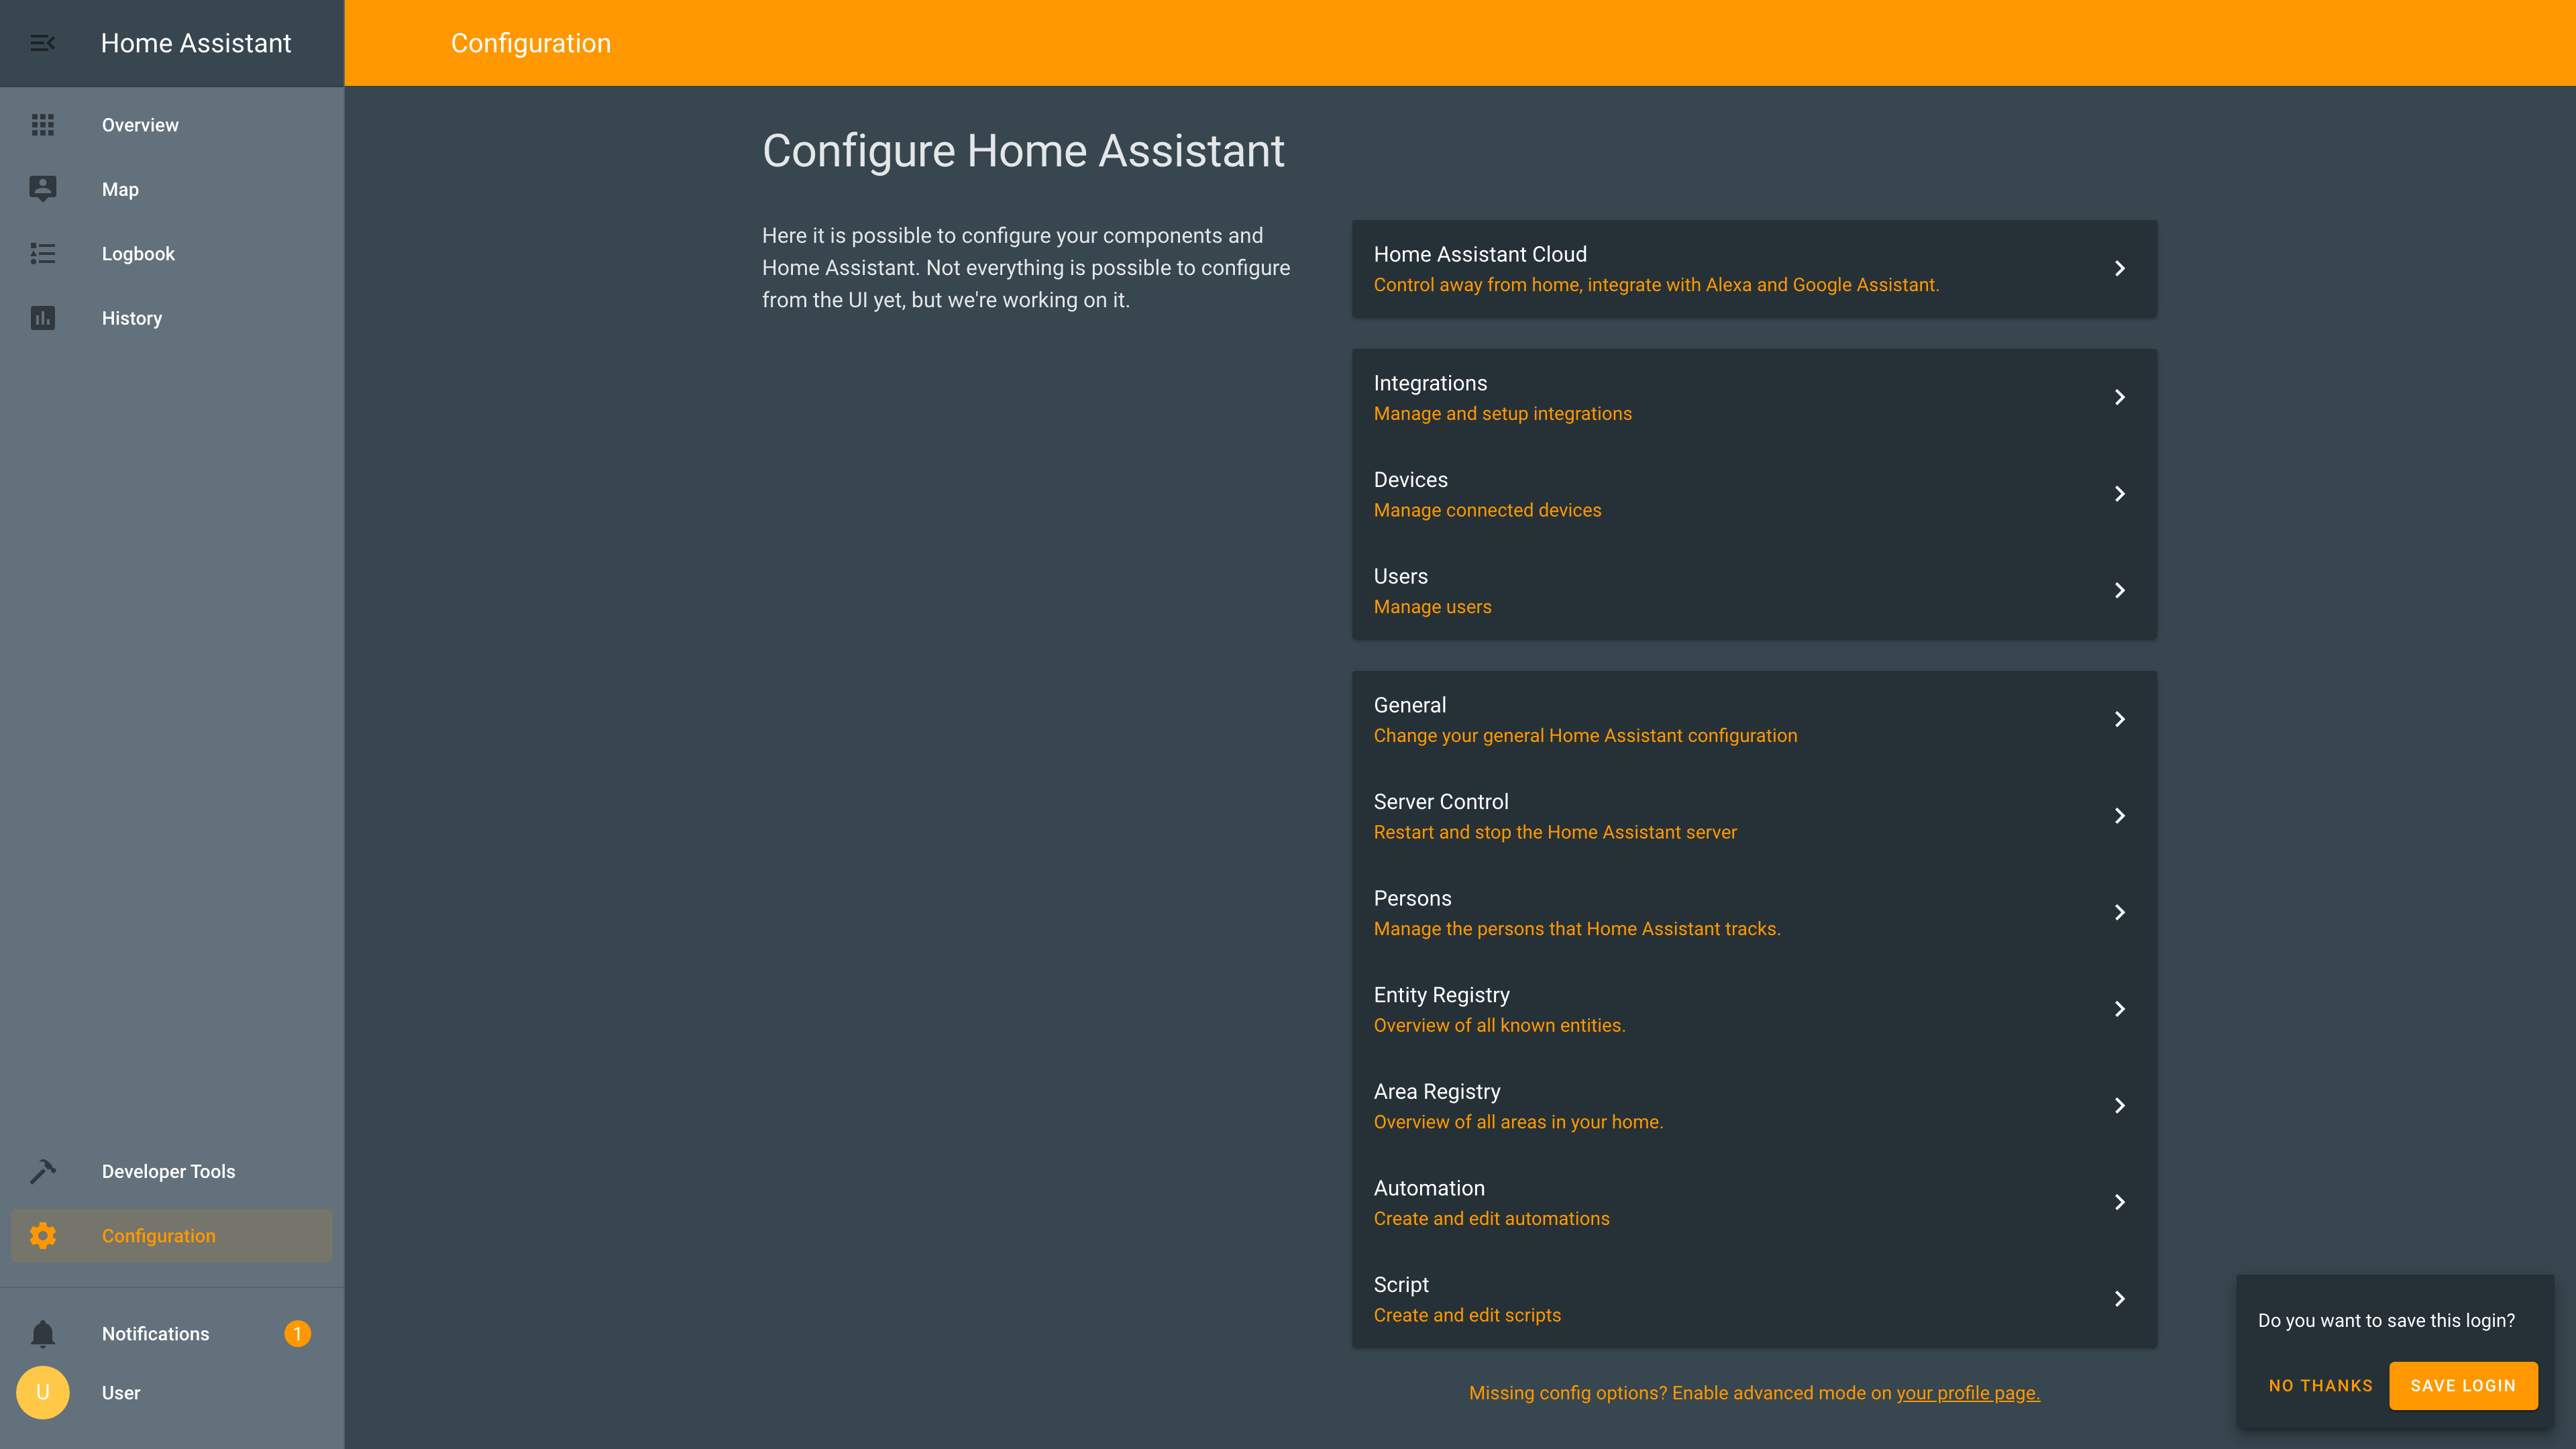 Home Assistant
Configuration
Overview
Map
Logbook
History
Developer Tools
Configuration
Notifications
1
U
User
Configure Home Assistant
Here it is possible to configure your components and
Home Assistant. Not everything is possible to configure
from the UI yet, but we're working on it.
Home Assistant Cloud
Control away from home, integrate with Alexa and Google Assistant.
Integrations
Manage and setup integrations
Devices
Manage connected devices
Users
Manage users
General
Change your general Home Assistant configuration
Server Control
Restart and stop the Home Assistant server
Persons
Manage the persons that Home Assistant tracks.
Entity Registry
Overview of all known entities.
Area Registry
Overview of all areas in your home.
Automation
Create and edit automations
Script
Create and edit scripts
Missing config options? Enable advanced mode on your profile page.
Do you want to save this login?
NO THANKS
SAVE LOGIN